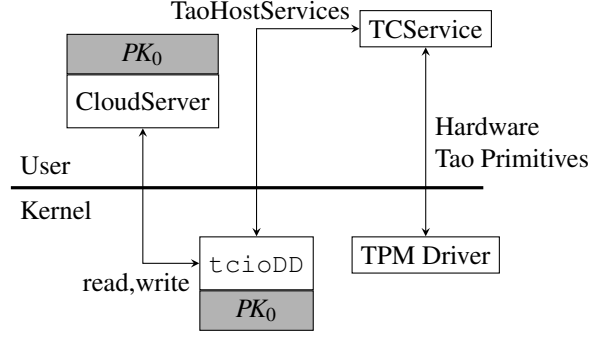 TaoHostServices
TCService
PK0
CloudServer
Hardware
Tao Primitives
User
Kernel
tcioDD
TPM Driver
read,write
PK0